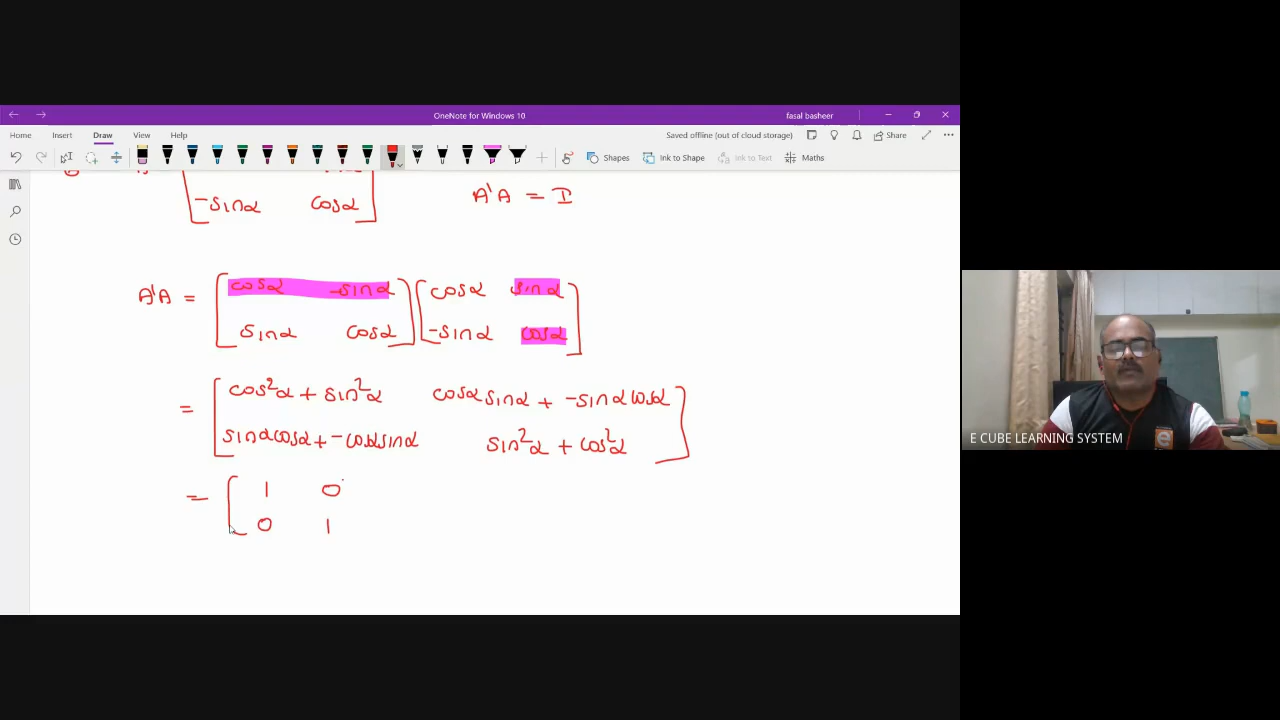 OneNote for Windows 10
fasal basheer
Home Insert Draw View Help
Saved offline (out of cloud storage) Share
Shapes Ink to Shape Ink to Text Maths
-sinα cosα
A'A = I
A'A = [cosα -sinα] [cosα sinα]
[sinα cosα] [-sinα cosα]
= [cos²α + sin²α cosα sinα + -sinα cosα]
[sinα cosα + -cosα sinα sin²α + cos²α]
= [1 0
0 1
E CUBE LEARNING SYSTEM